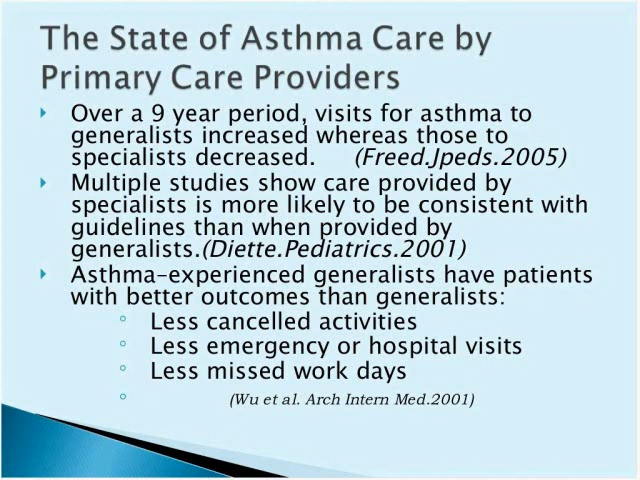 The State of Asthma Care by
Primary Care Providers
Over a 9 year period, visits for asthma to
generalists increased whereas those to
specialists decreased. (Freed.Jpeds.2005)
Multiple studies show care provided by
specialists is more likely to be consistent with
guidelines than when provided by
generalists.(Diette.Pediatrics.2001)
Asthma–experienced generalists have patients
with better outcomes than generalists:
Less cancelled activities
Less emergency or hospital visits
Less missed work days
(Wu et al. Arch Intern Med.2001)